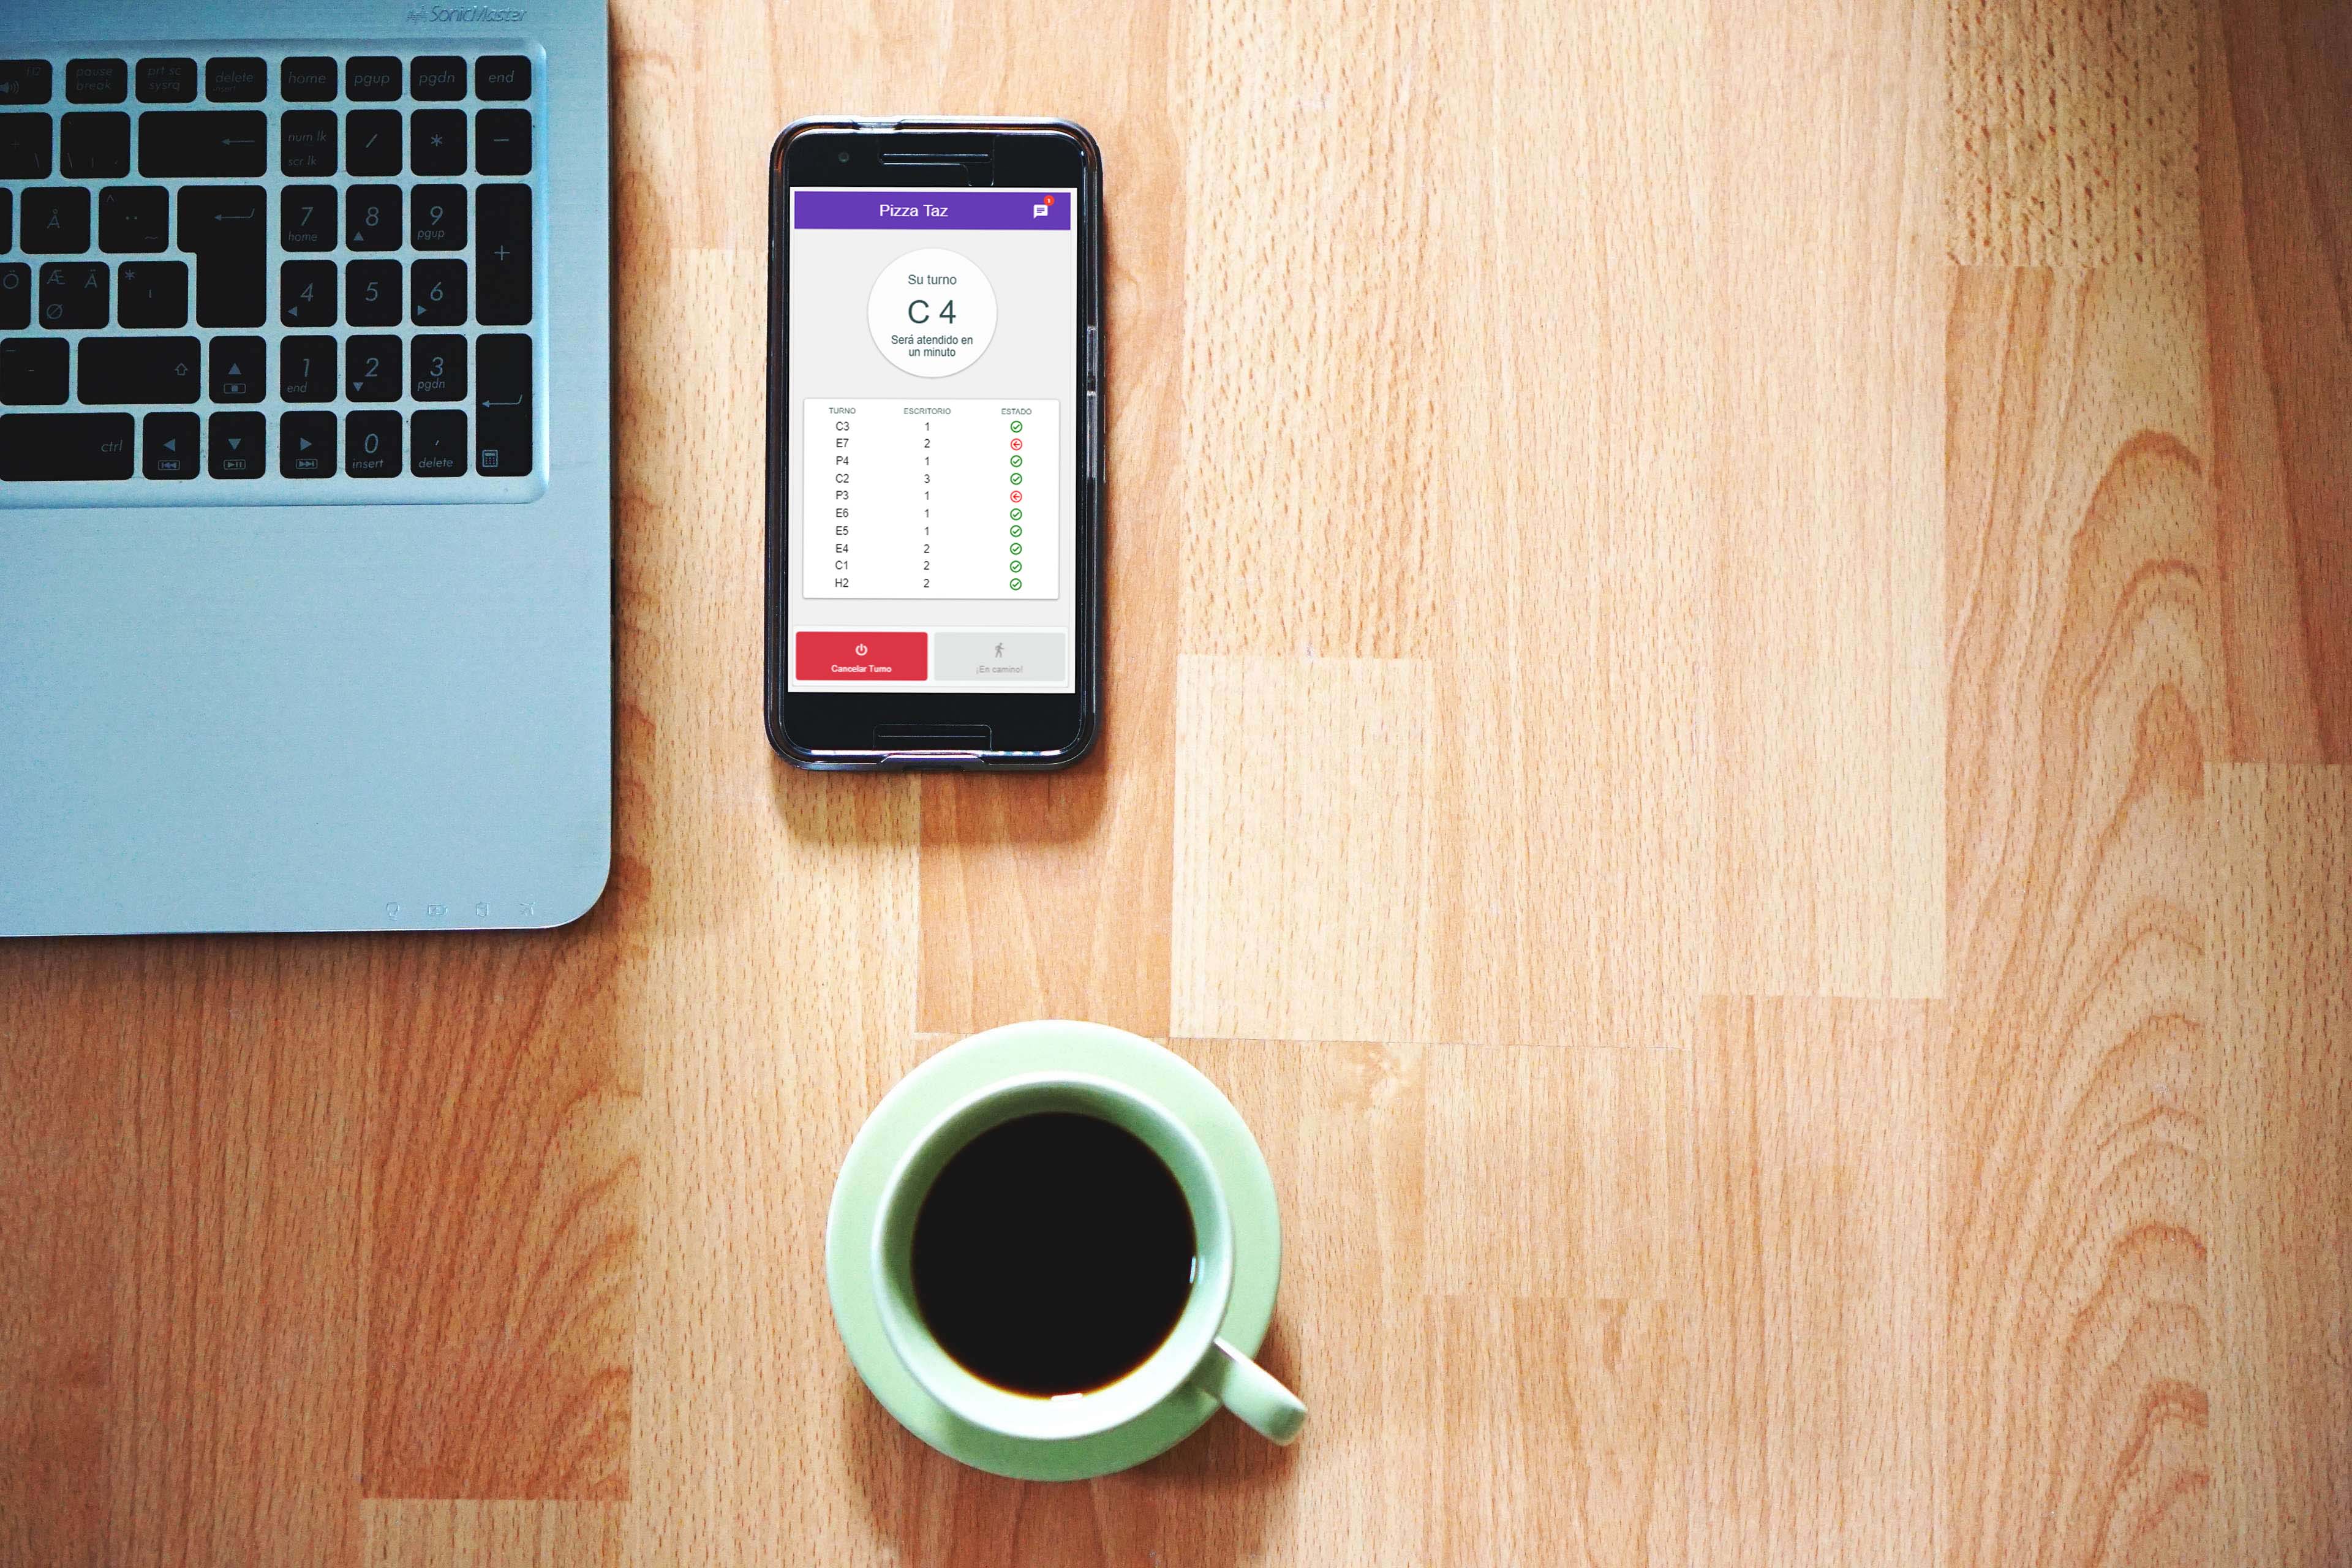 SonicMaster
pause
break
prt sc
sysrq
delete
insert
home
pgup
pgdn
end
num lk
scr lk
/
*
-
Å
^
¨
~
7
home
8
9
pgup
+
Ö
Æ Ä
Ø
*
'
4
5
6
-
1
end
2
3
pgdn
ctrl
0
insert
,
delete
Pizza Taz
1
Su turno
C 4
Será atendido en
un minuto
TURNO ESCRITORIO ESTADO
C3 1
E7 2
P4 1
C2 3
P3 1
E6 1
E5 1
E4 2
C1 2
H2 2
Cancelar Turno
¡En camino!